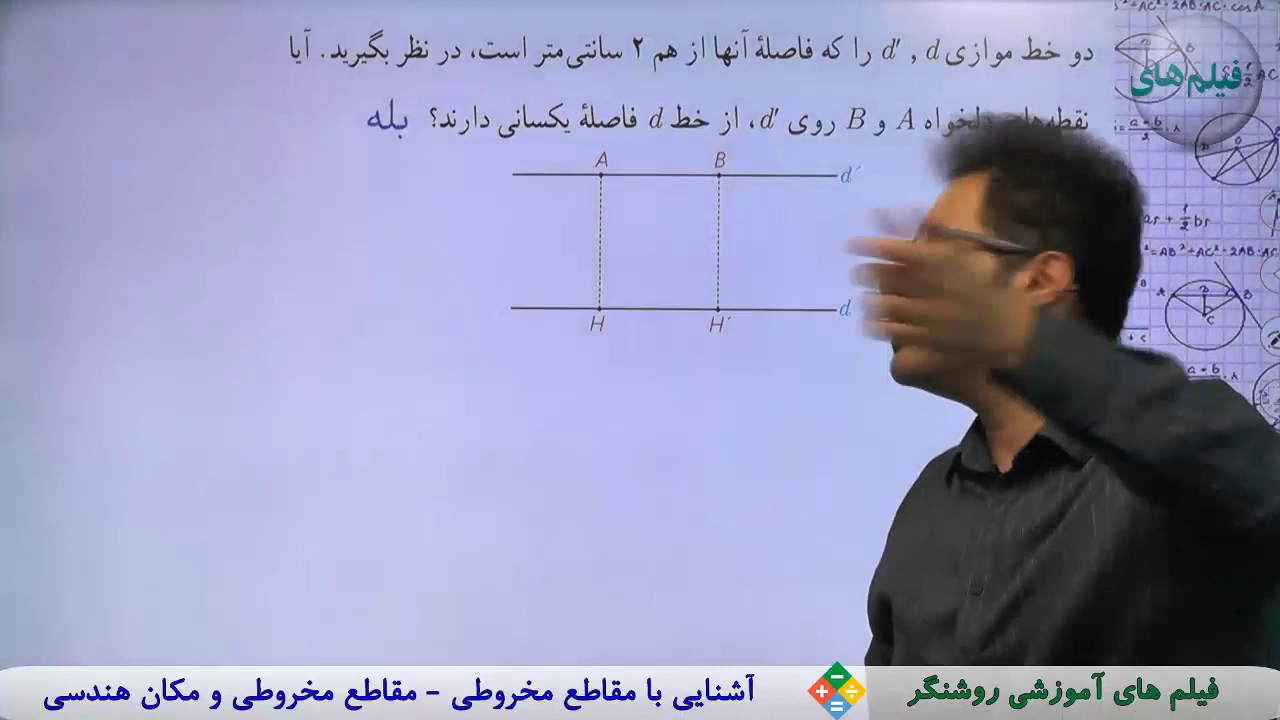 دو خط موازی d , d′ را که فاصلهٔ آنها از هم ۲ سانتی‌متر است، در نظر بگیرید. آیا
دلخواه A و B روی d′، از خط d فاصلهٔ یکسانی دارند؟ بله
فیلم های
A B d′
H H′ d
فیلم های آموزشی روشنگر
آشنایی با مقاطع مخروطی - مقاطع مخروطی و مکان هندسی